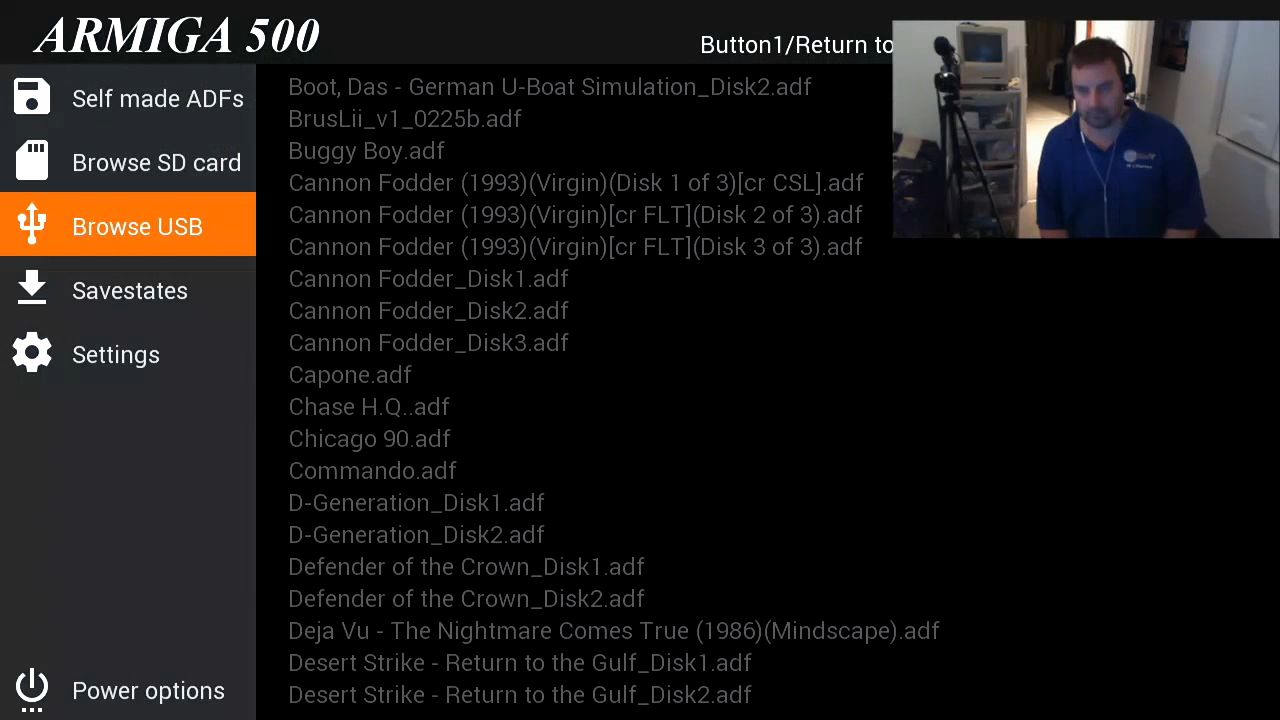 ARMIGA 500
Button1/Return to
Self made ADFs
Browse SD card
Browse USB
Savestates
Settings
Power options
Boot, Das - German U-Boat Simulation_Disk2.adf
BrusLii_v1_0225b.adf
Buggy Boy.adf
Cannon Fodder (1993)(Virgin)(Disk 1 of 3)[cr CSL].adf
Cannon Fodder (1993)(Virgin)[cr FLT](Disk 2 of 3).adf
Cannon Fodder (1993)(Virgin)[cr FLT](Disk 3 of 3).adf
Cannon Fodder_Disk1.adf
Cannon Fodder_Disk2.adf
Cannon Fodder_Disk3.adf
Capone.adf
Chase H.Q..adf
Chicago 90.adf
Commando.adf
D-Generation_Disk1.adf
D-Generation_Disk2.adf
Defender of the Crown_Disk1.adf
Defender of the Crown_Disk2.adf
Deja Vu - The Nightmare Comes True (1986)(Mindscape).adf
Desert Strike - Return to the Gulf_Disk1.adf
Desert Strike - Return to the Gulf_Disk2.adf